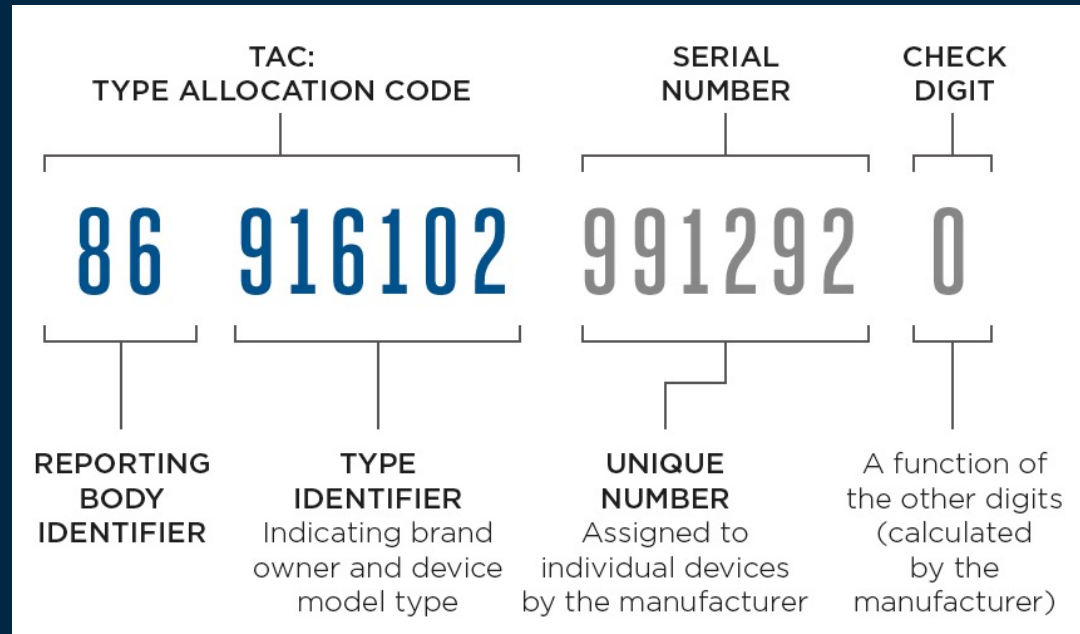 TAC:
TYPE ALLOCATION CODE
SERIAL
NUMBER
CHECK
DIGIT
86 916102 991292 0
REPORTING
BODY
IDENTIFIER
TYPE
IDENTIFIER
Indicating brand
owner and device
model type
UNIQUE
NUMBER
Assigned to
individual devices
by the manufacturer
A function of
the other digits
(calculated
by the
manufacturer)